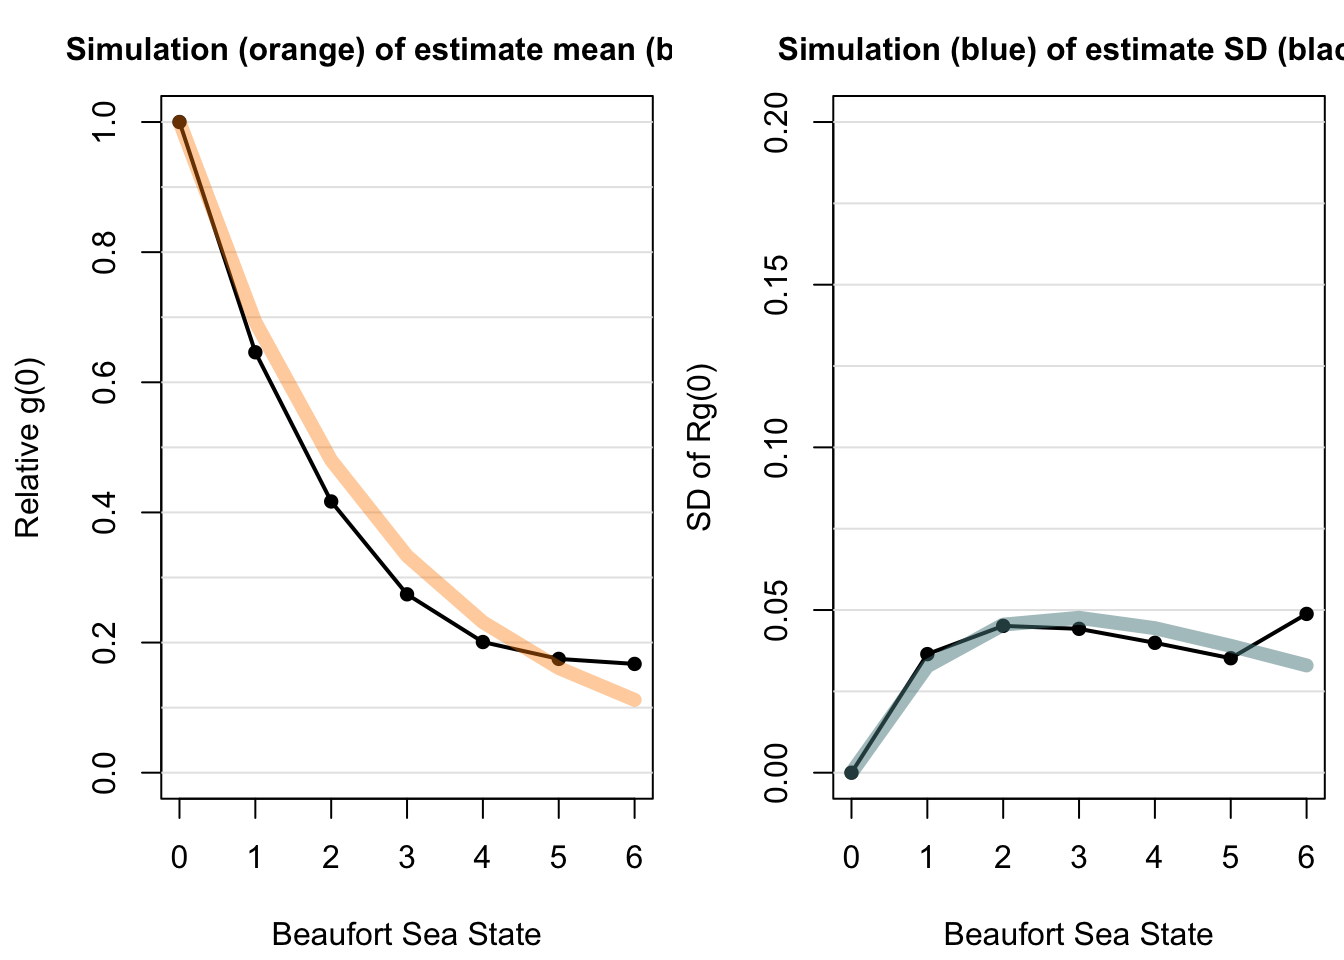 Simulation (orange) of estimate mean (b
Relative g(0)
1.0
0.8
0.6
0.4
0.2
0.0
0 1 2 3 4 5 6
Beaufort Sea State
Simulation (blue) of estimate SD (blac
SD of Rg(0)
0.20
0.15
0.10
0.05
0.00
0 1 2 3 4 5 6
Beaufort Sea State